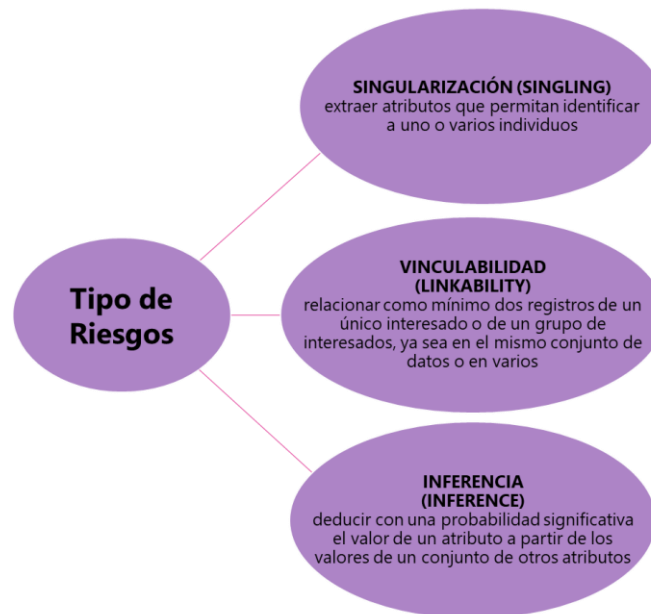 Tipo de
Riesgos
SINGULARIZACIÓN (SINGLING)
extraer atributos que permitan identificar
a uno o varios individuos
VINCULABILIDAD
(LINKABILITY)
relacionar como mínimo dos registros de un
único interesado o de un grupo de
interesados, ya sea en el mismo conjunto de
datos o en varios
INFERENCIA
(INFERENCE)
deducir con una probabilidad significativa
el valor de un atributo a partir de los
valores de un conjunto de otros atributos